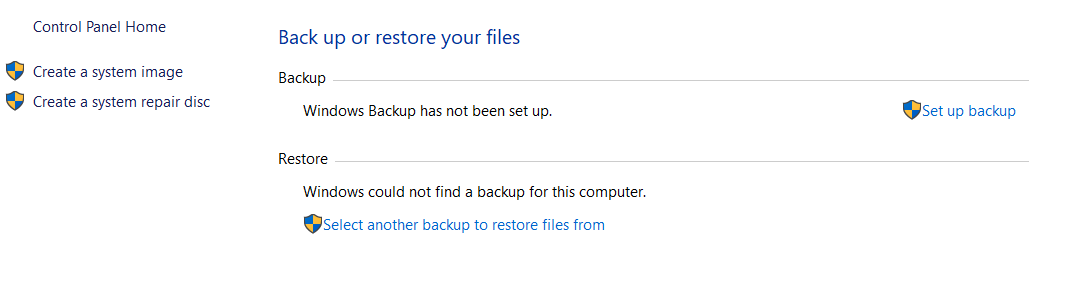 Control Panel Home
Create a system image
Create a system repair disc
Back up or restore your files
Backup
Windows Backup has not been set up.
Set up backup
Restore
Windows could not find a backup for this computer.
Select another backup to restore files from